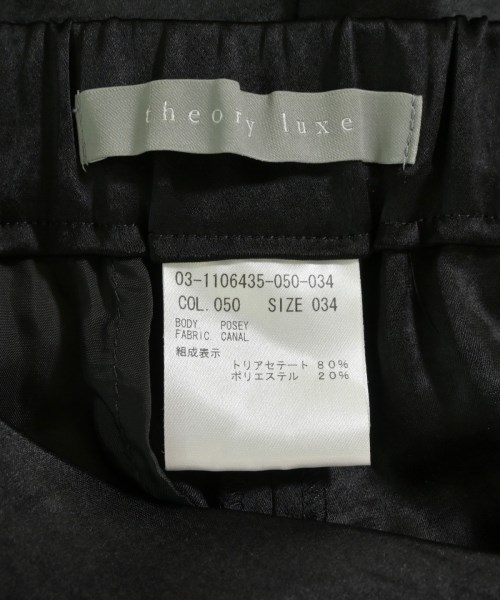 theory luxe
03-1106435-050-034
COL. 050 SIZE 034
BODY. POSEY
FABRIC. CANAL
組成表示
トリアセテート 80%
ポリエステル 20%